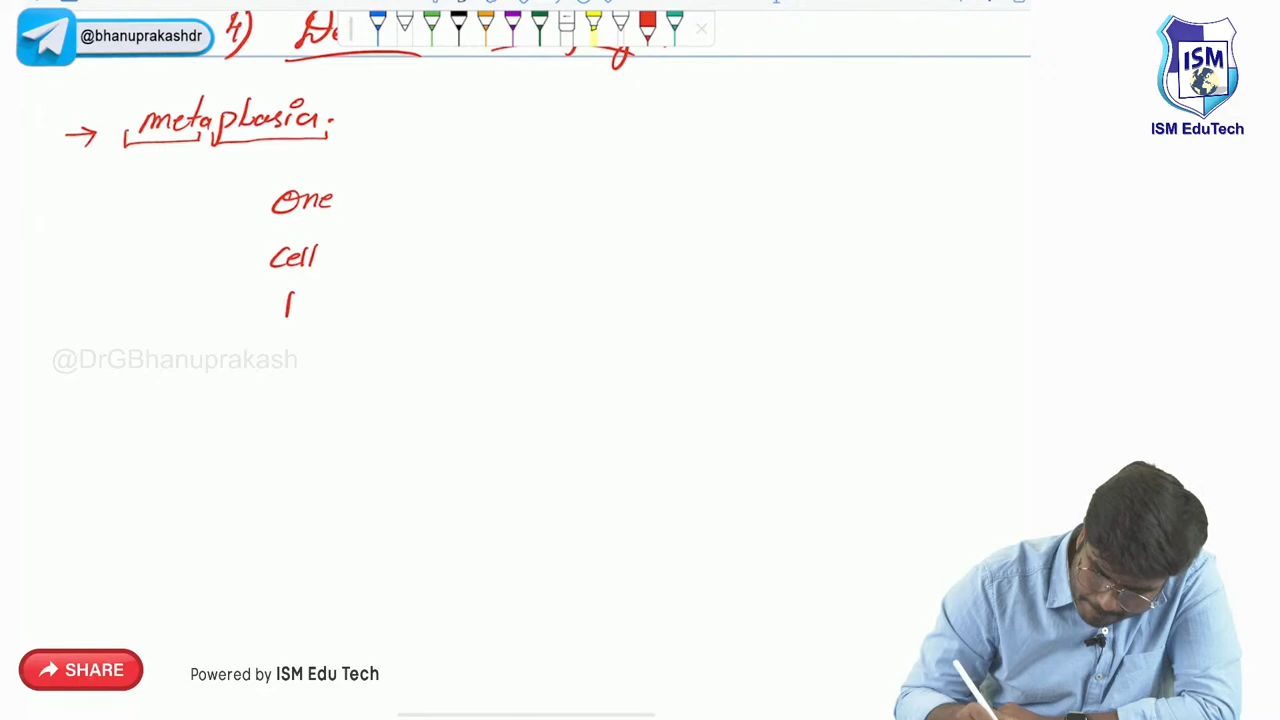 @bhanuprakashdr
4)
ISM
ISM EduTech
→ metaplasia.
One
Cell
@DrGBhanuprakash
SHARE
Powered by ISM Edu Tech